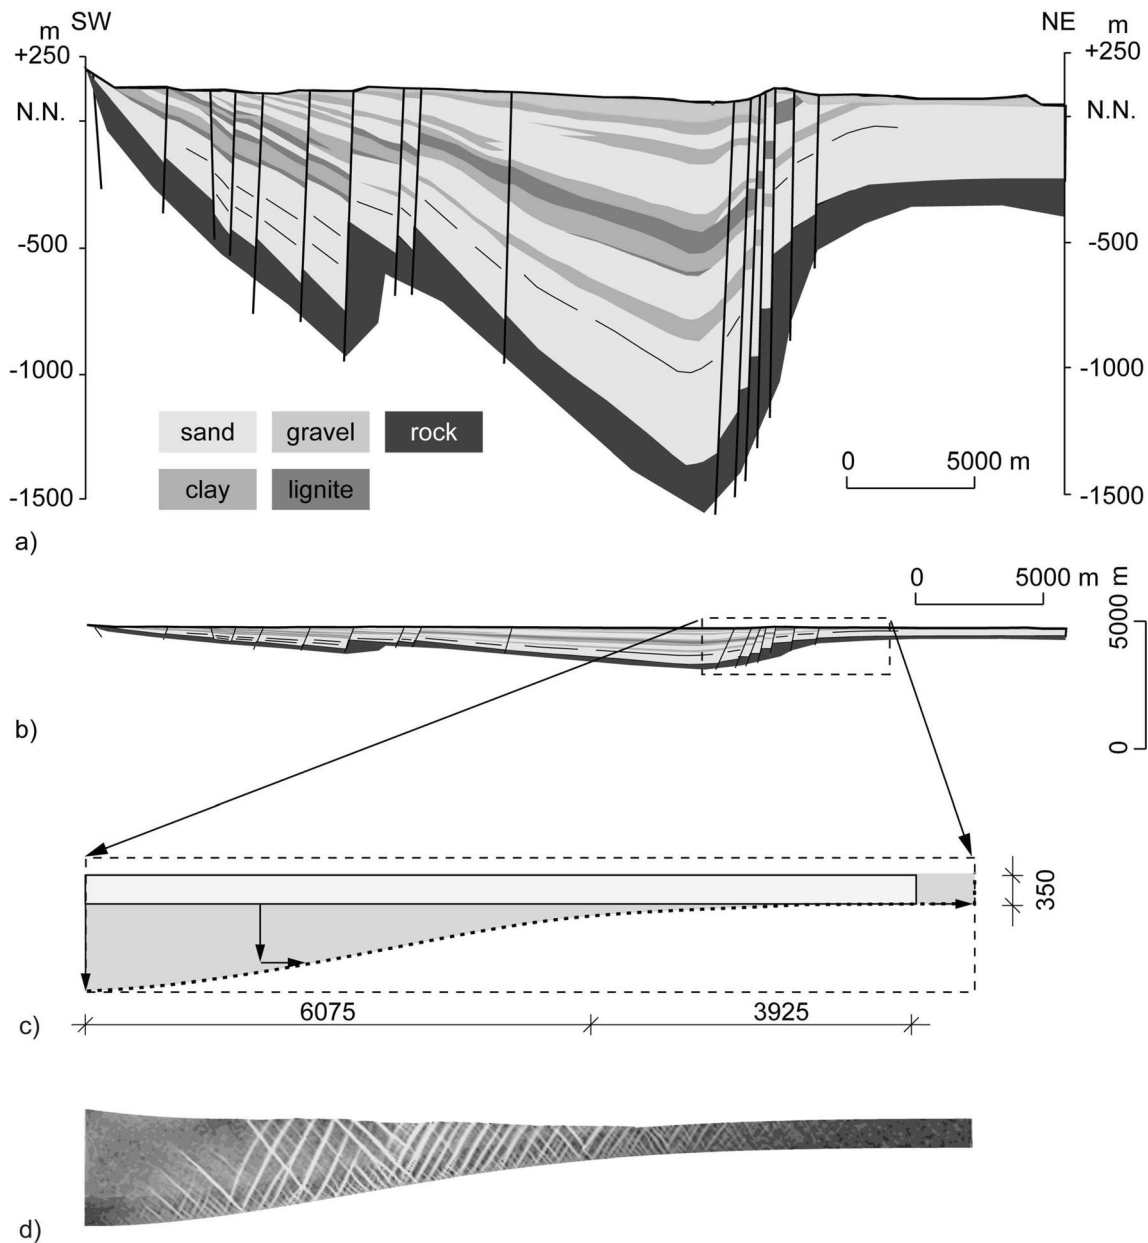 m SW NE m
+250 +250
N.N. N.N.
-500 -500
-1000 -1000
-1500 -1500
sand gravel rock
clay lignite
0 5000 m
a)
0 5000 m
0 5000 m
b)
350
6075 3925
c)
d)